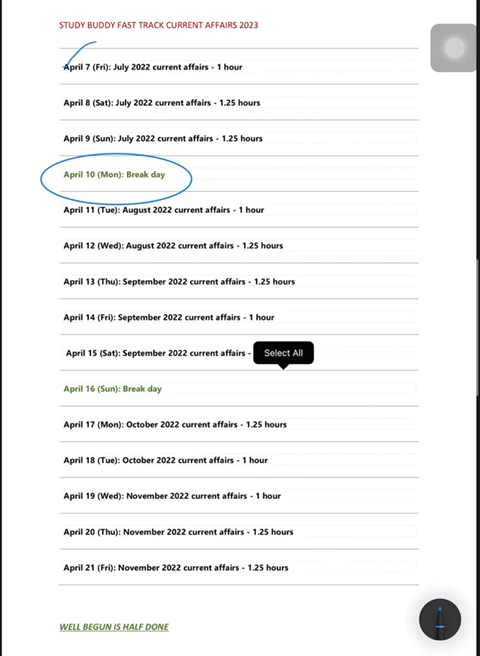 STUDY BUDDY FAST TRACK CURRENT AFFAIRS 2023
April 7 (Fri): July 2022 current affairs - 1 hour
April 8 (Sat): July 2022 current affairs - 1.25 hours
April 9 (Sun): July 2022 current affairs - 1.25 hours
April 10 (Mon): Break day
April 11 (Tue): August 2022 current affairs - 1 hour
April 12 (Wed): August 2022 current affairs - 1.25 hours
April 13 (Thu): September 2022 current affairs - 1.25 hours
April 14 (Fri): September 2022 current affairs - 1 hour
April 15 (Sat): September 2022 current affairs - Select All
April 16 (Sun): Break day
April 17 (Mon): October 2022 current affairs - 1.25 hours
April 18 (Tue): October 2022 current affairs - 1 hour
April 19 (Wed): November 2022 current affairs - 1 hour
April 20 (Thu): November 2022 current affairs - 1.25 hours
April 21 (Fri): November 2022 current affairs - 1.25 hours
WELL BEGUN IS HALF DONE